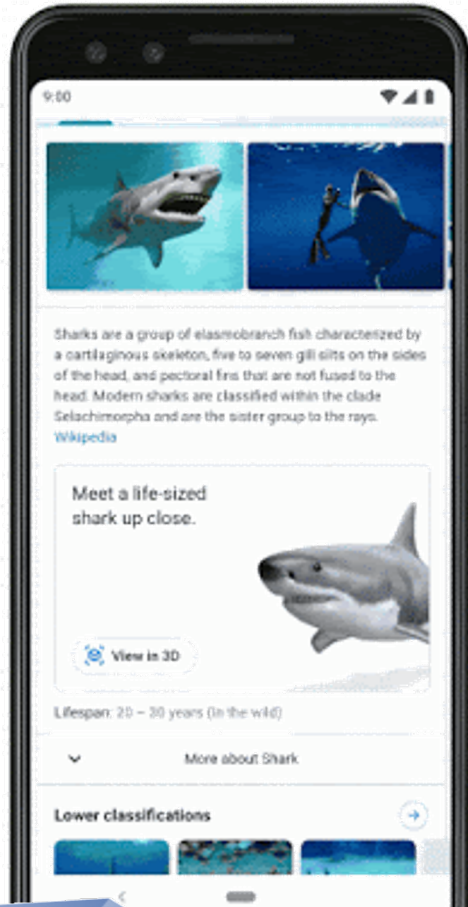 9:00
Sharks are a group of elasmobranch fish characterized by
a cartilaginous skeleton, five to seven gill slits on the sides
of the head, and pectoral fins that are not fused to the
head. Modern sharks are classified within the clade
Selachimorpha and are the sister group to the rays.
Wikipedia
Meet a life-sized
shark up close.
View in 3D
Lifespan: 20 – 30 years (In the wild)
More about Shark
Lower classifications